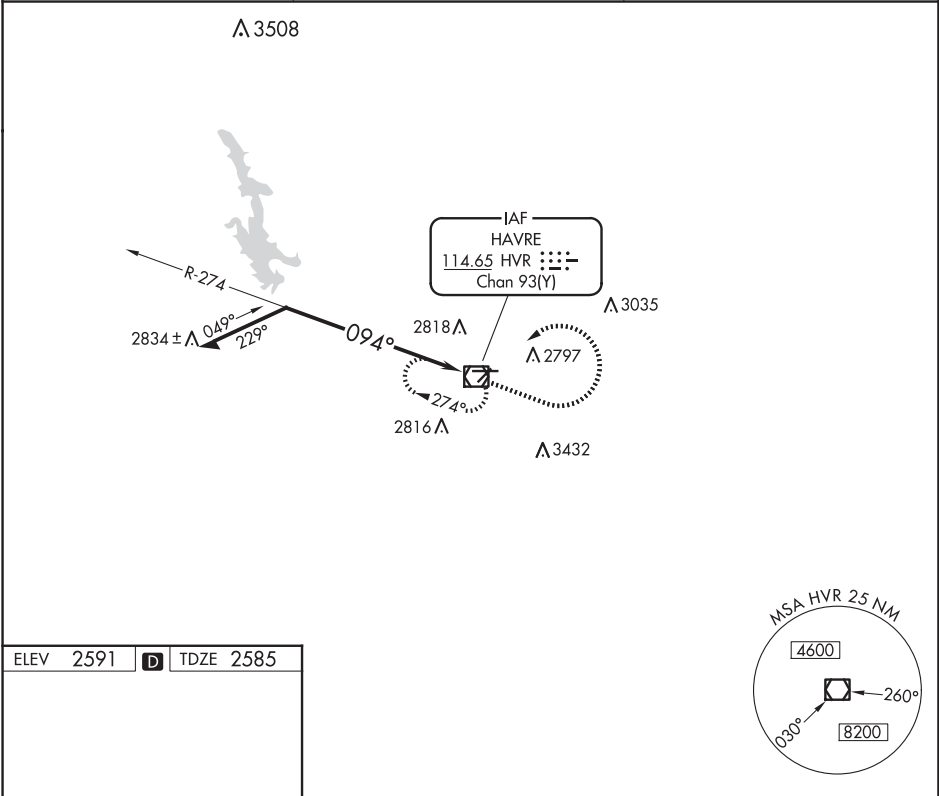 3508
IAF
HAVRE
114.65 HVR
Chan 93(Y)
R-274
3035
2834 ±
049°
229°
094°
2818
2797
274°
2816
3432
MSA HVR 25 NM
4600
260°
030°
8200
ELEV 2591 D TDZE 2585